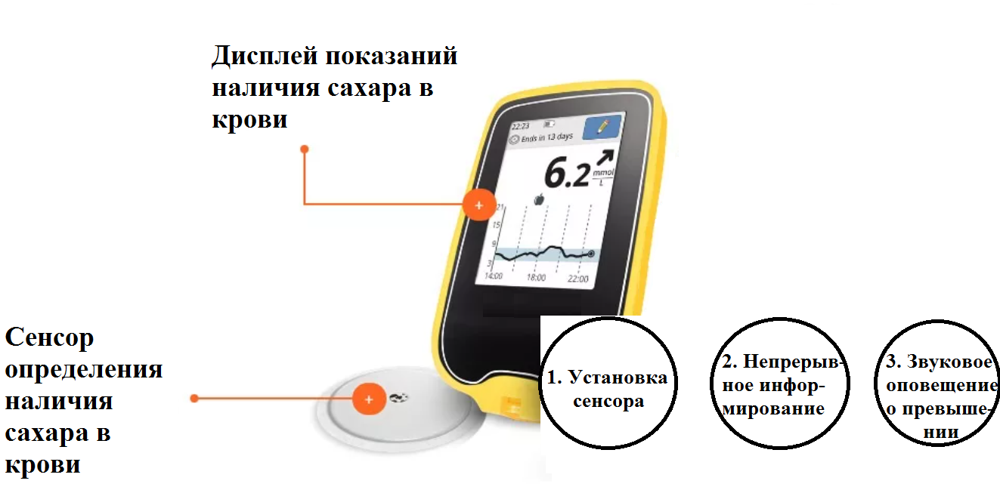 Дисплей показаний
наличия сахара в
крови
22:23
Ends in 13 days
6.2
mmol
L
21
15
9
3
14:00
18:00
22:00
Сенсор
определения
наличия
сахара в
крови
1. Установка
сенсора
2. Непрерыв-
ное инфор-
мирование
3. Звуковое
оповещение
о превыше-
нии